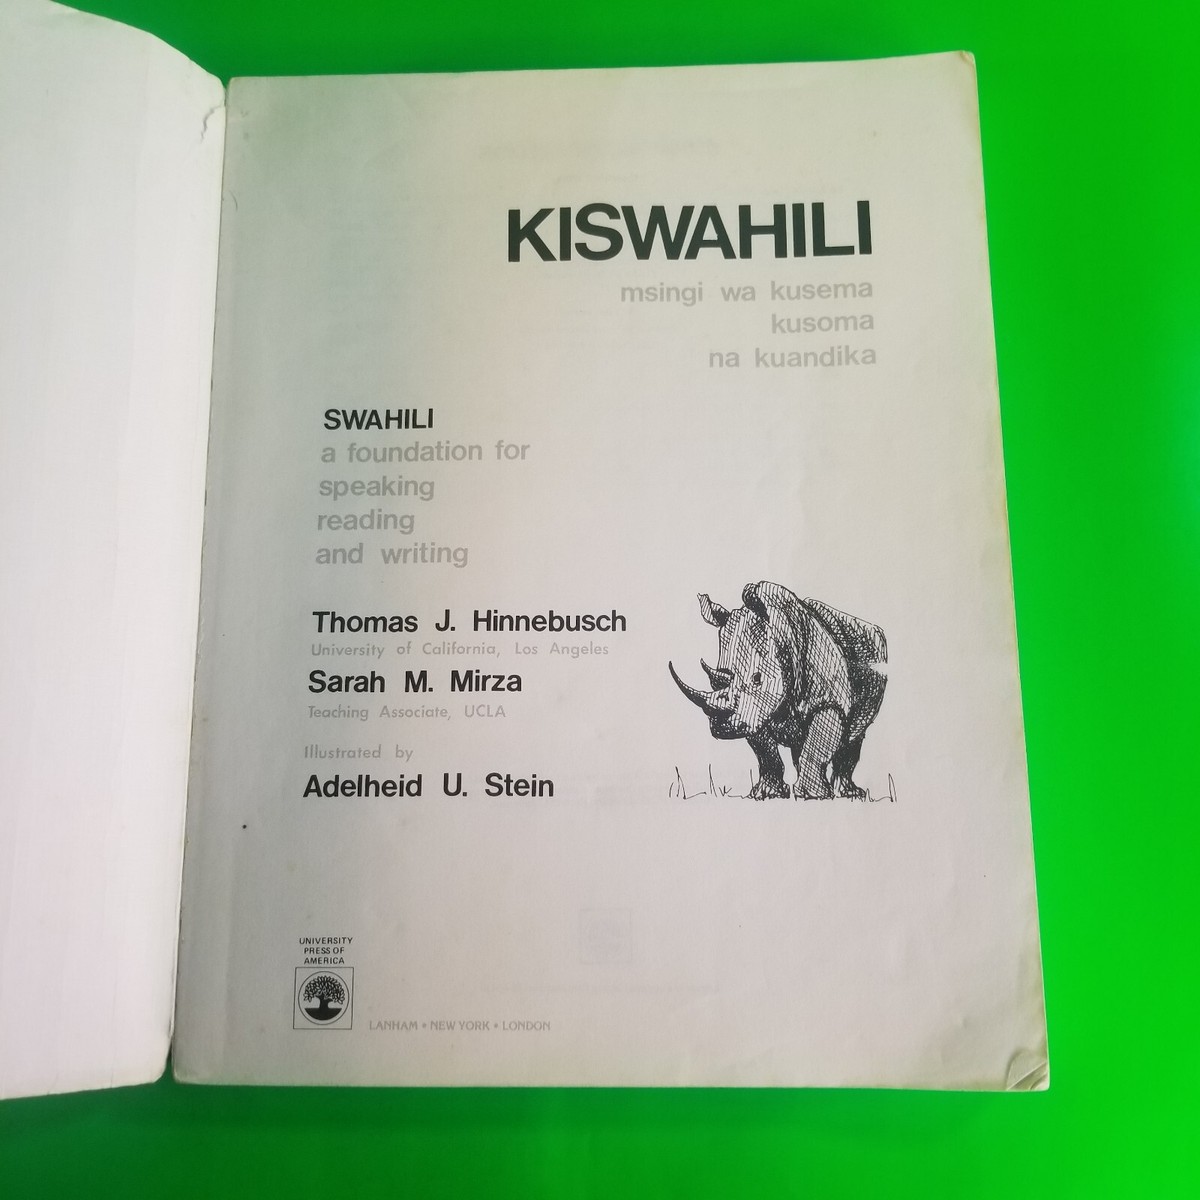 KISWAHILI
msingi wa kusema
kusoma
na kuandika
SWAHILI
a foundation for
speaking
reading
and writing
Thomas J. Hinnebusch
University of California, Los Angeles
Sarah M. Mirza
Teaching Associate, UCLA
Illustrated by
Adelheid U. Stein
UNIVERSITY
PRESS OF
AMERICA
LANHAM • NEW YORK • LONDON